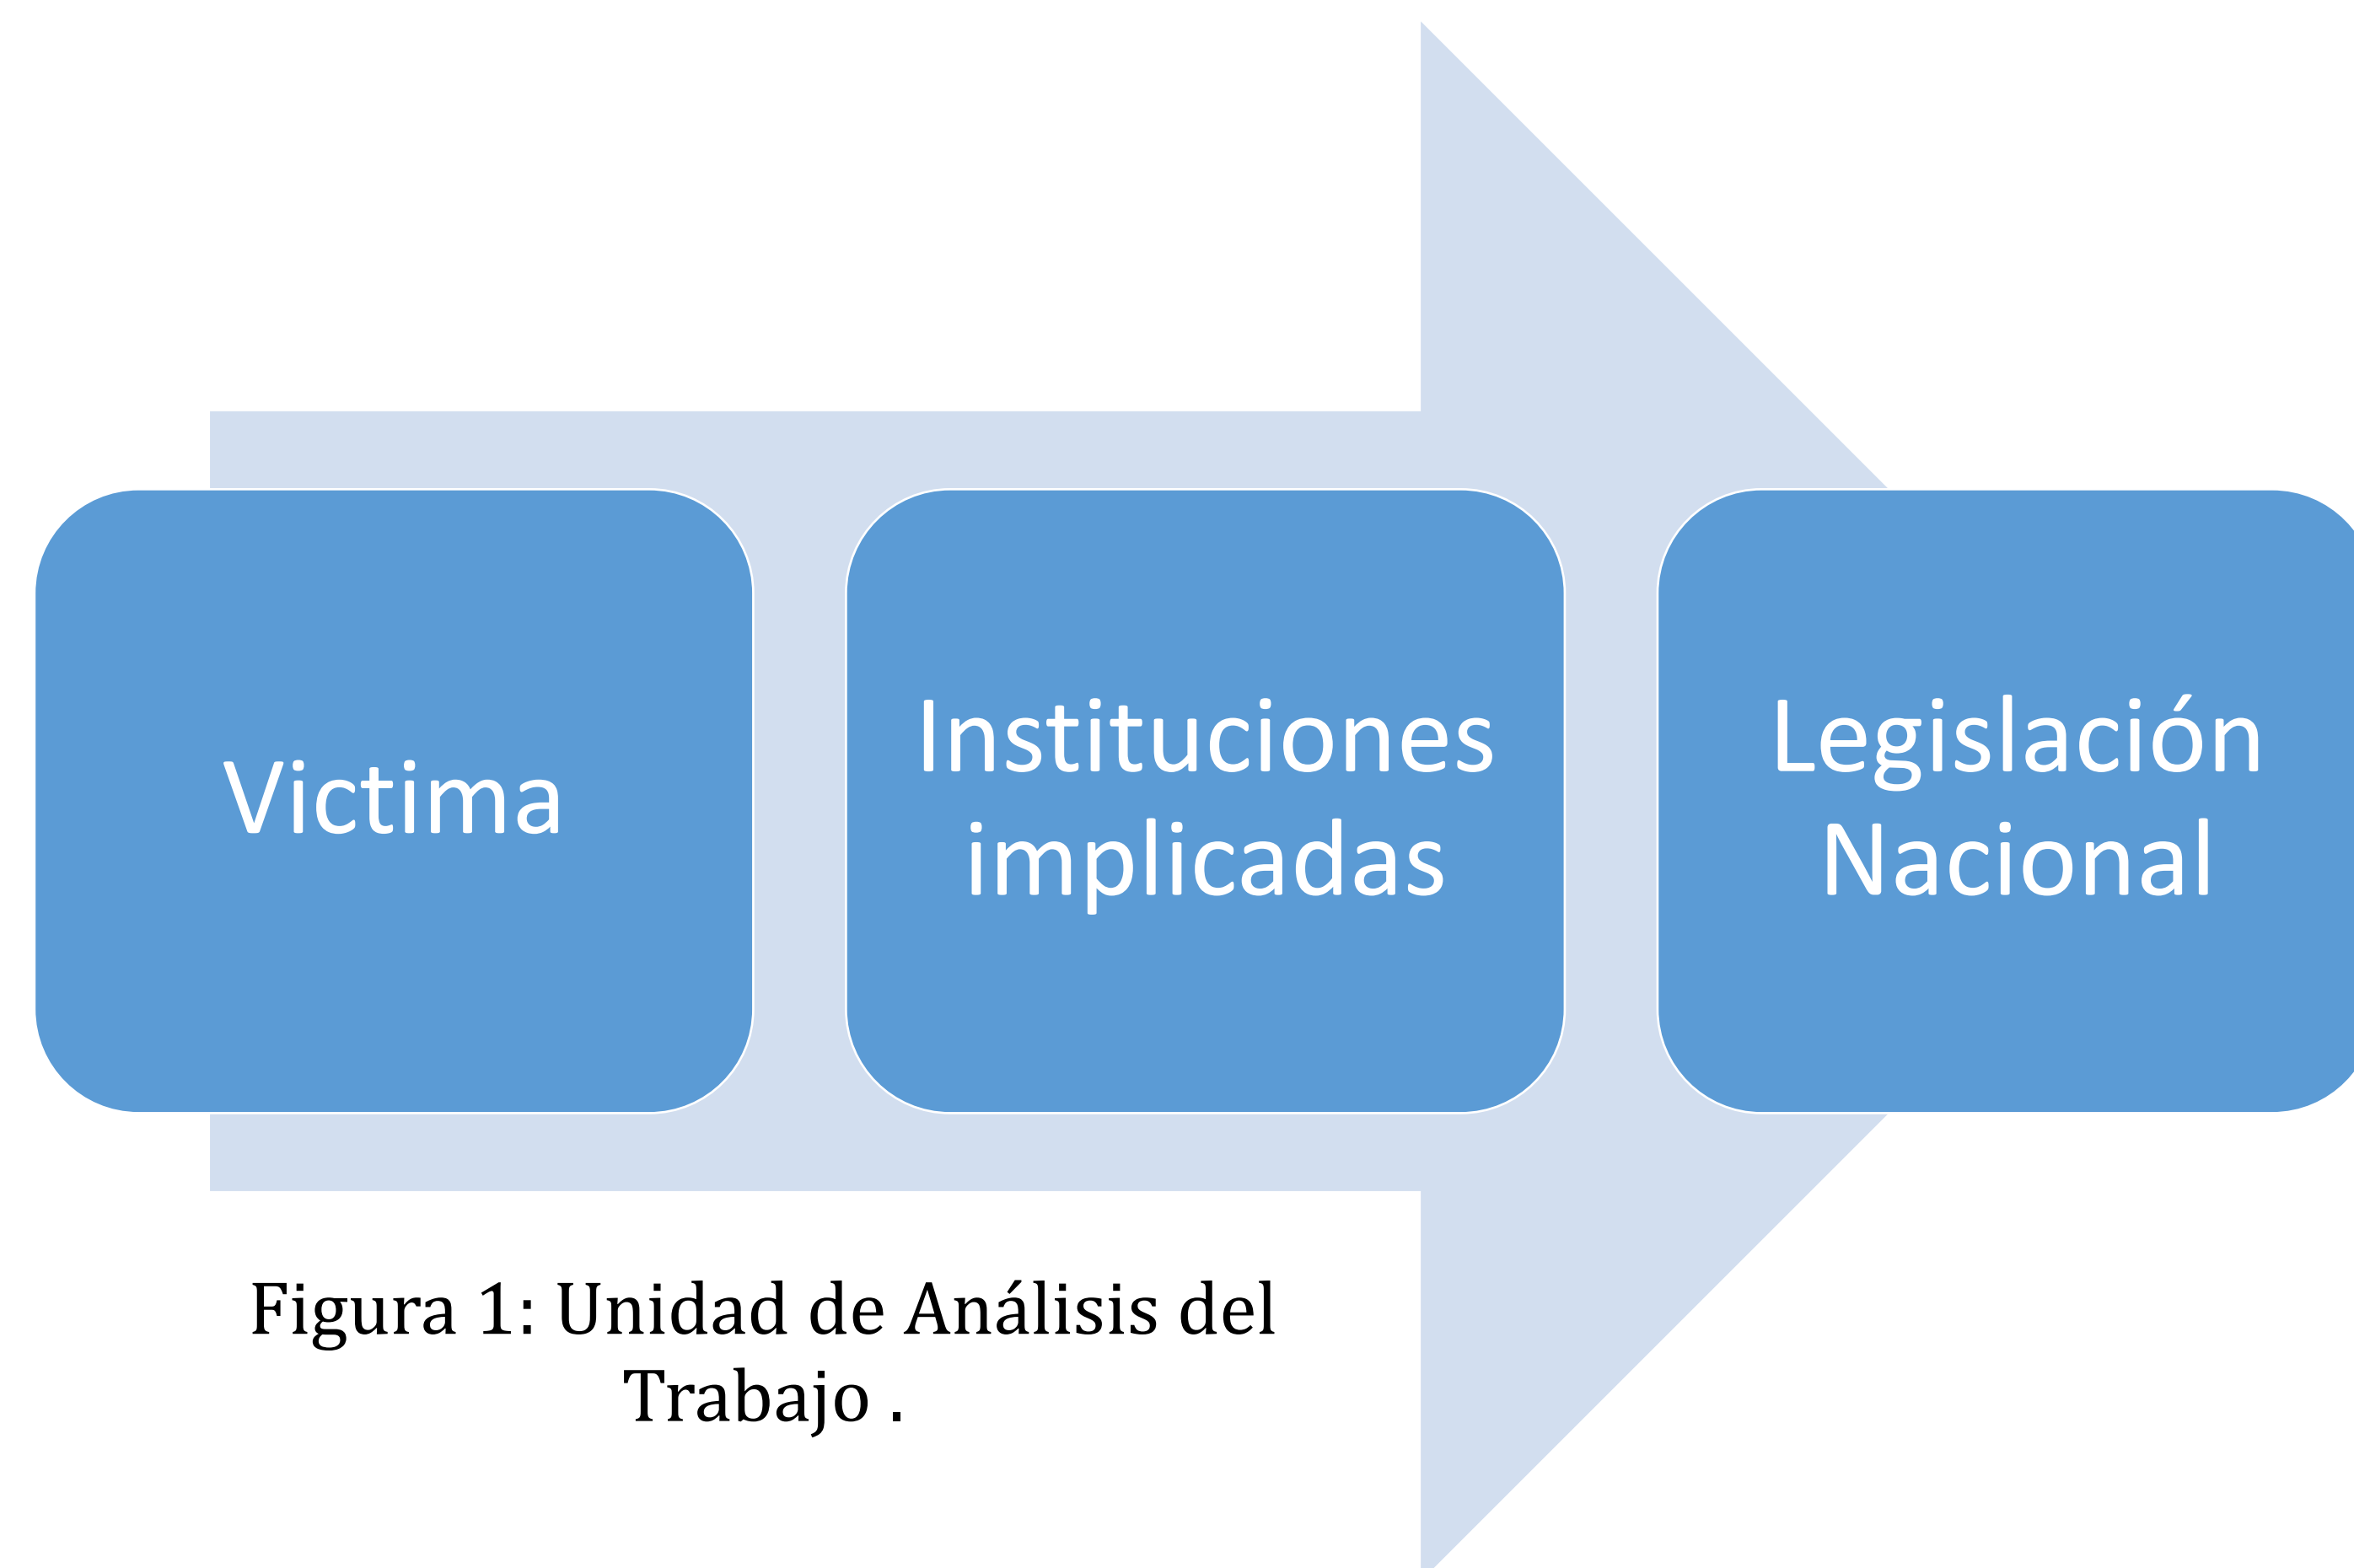 Victima
Instituciones
implicadas
Legislación
Nacional
Figura 1: Unidad de Análisis del
Trabajo .